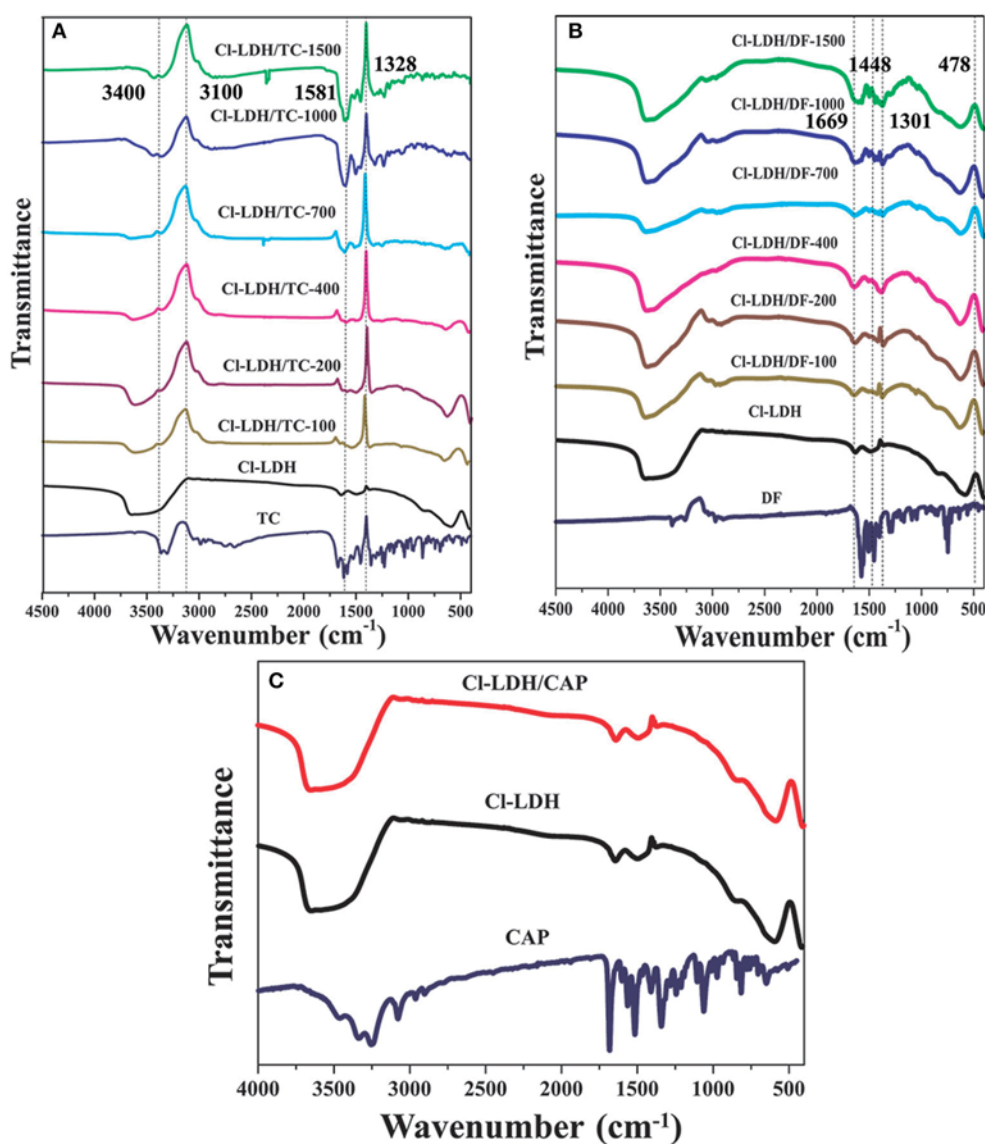 A
Cl-LDH/TC-1500
1328
3400
3100
1581
Cl-LDH/TC-1000
Cl-LDH/TC-700
Cl-LDH/TC-400
Cl-LDH/TC-200
Cl-LDH/TC-100
Cl-LDH
TC
Transmittance
4500 3500 3000 2500 2000 1500 1000 500
Wavenumber (cm-1)
B
Cl-LDH/DF-1500
1448
478
Cl-LDH/DF-1000
1669
1301
Cl-LDH/DF-700
Cl-LDH/DF-400
Cl-LDH/DF-200
Cl-LDH/DF-100
Cl-LDH
DF
Transmittance
4500 3500 3000 2500 2000 1500 1000 500
Wavenumber (cm-1)
C
Cl-LDH/CAP
Cl-LDH
CAP
Transmittance
4000 3500 3000 2500 2000 1500 1000 500
Wavenumber (cm-1)